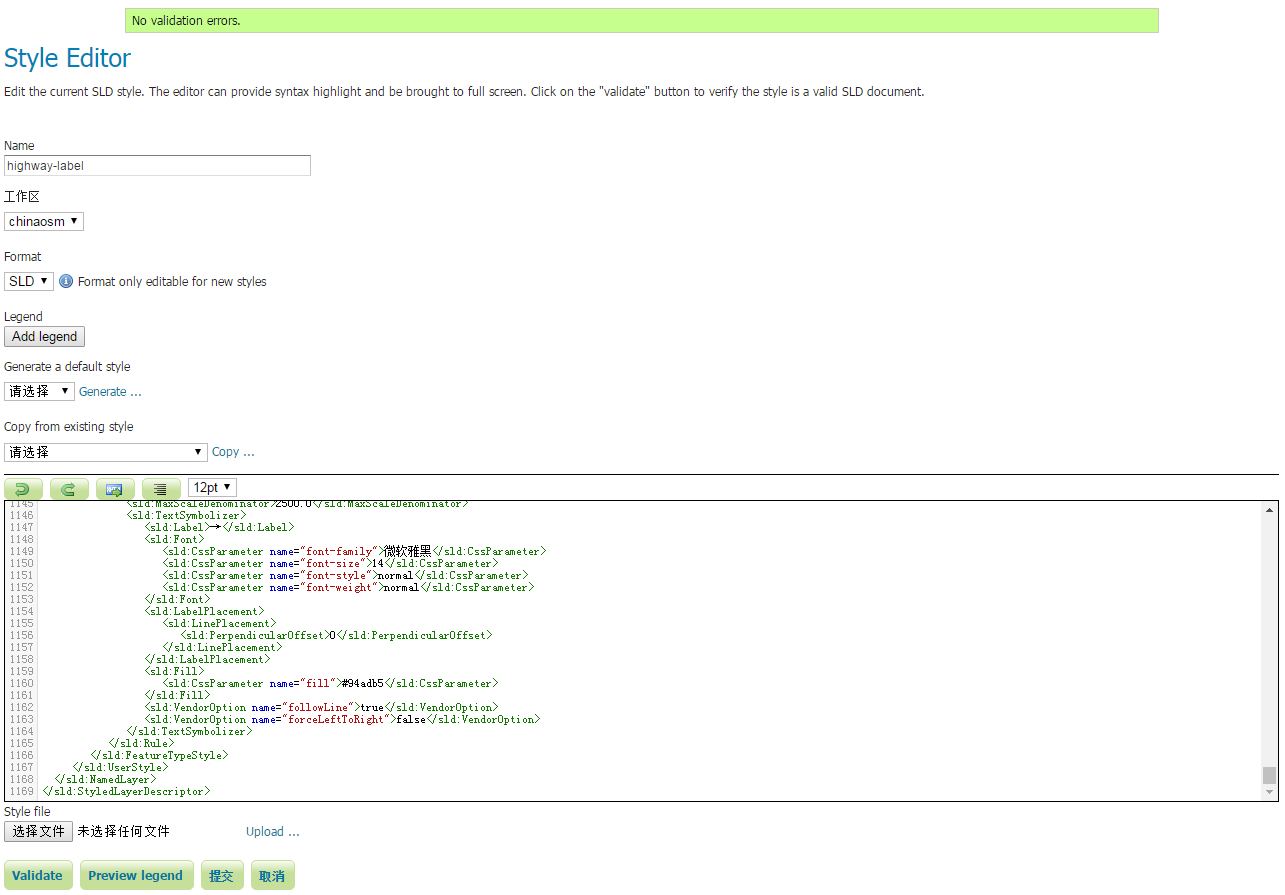 No validation errors.
Style Editor
Edit the current SLD style. The editor can provide syntax highlight and be brought to full screen. Click on the "validate" button to verify the style is a valid SLD document.
Name
highway-label
工作区
chinaosm
Format
SLD Format only editable for new styles
Legend
Add legend
Generate a default style
请选择 Generate ...
Copy from existing style
请选择 Copy ...
12pt
1145 <sld:MaxScaleDenominator>2500.0</sld:MaxScaleDenominator>
1146 <sld:TextSymbolizer>
1147 <sld:Label>→</sld:Label>
1148 <sld:Font>
1149 <sld:CssParameter name="font-family">微软雅黑</sld:CssParameter>
1150 <sld:CssParameter name="font-size">14</sld:CssParameter>
1151 <sld:CssParameter name="font-style">normal</sld:CssParameter>
1152 <sld:CssParameter name="font-weight">normal</sld:CssParameter>
1153 </sld:Font>
1154 <sld:LabelPlacement>
1155 <sld:LinePlacement>
1156 <sld:PerpendicularOffset>0</sld:PerpendicularOffset>
1157 </sld:LinePlacement>
1158 </sld:LabelPlacement>
1159 <sld:Fill>
1160 <sld:CssParameter name="fill">#94adb5</sld:CssParameter>
1161 </sld:Fill>
1162 <sld:VendorOption name="followLine">true</sld:VendorOption>
1163 <sld:VendorOption name="forceLeftToRight">false</sld:VendorOption>
1164 </sld:TextSymbolizer>
1165 </sld:Rule>
1166 </sld:FeatureTypeStyle>
1167 </sld:UserStyle>
1168 </sld:NamedLayer>
1169 </sld:StyledLayerDescriptor>
Style file
选择文件 未选择任何文件 Upload ...
Validate Preview legend 提交 取消